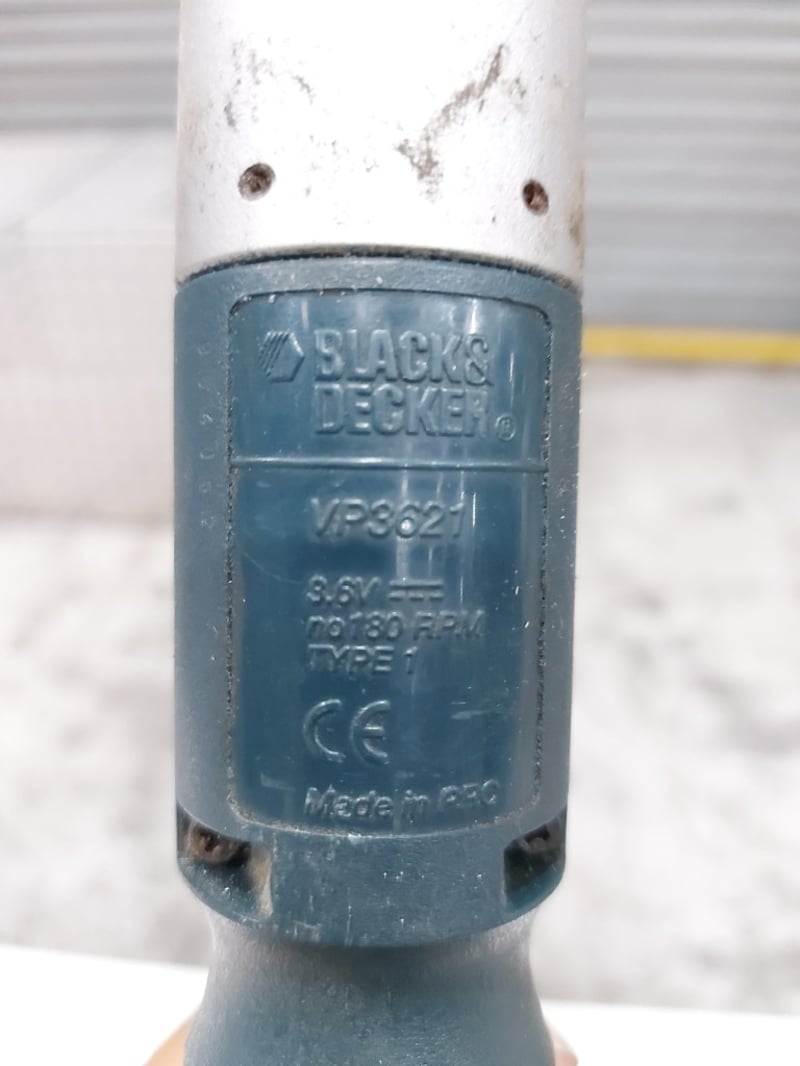 BLACK&
DECKER®
VP3621
3.6V
no180 RPM
TYPE 1
CE
Made in PRC